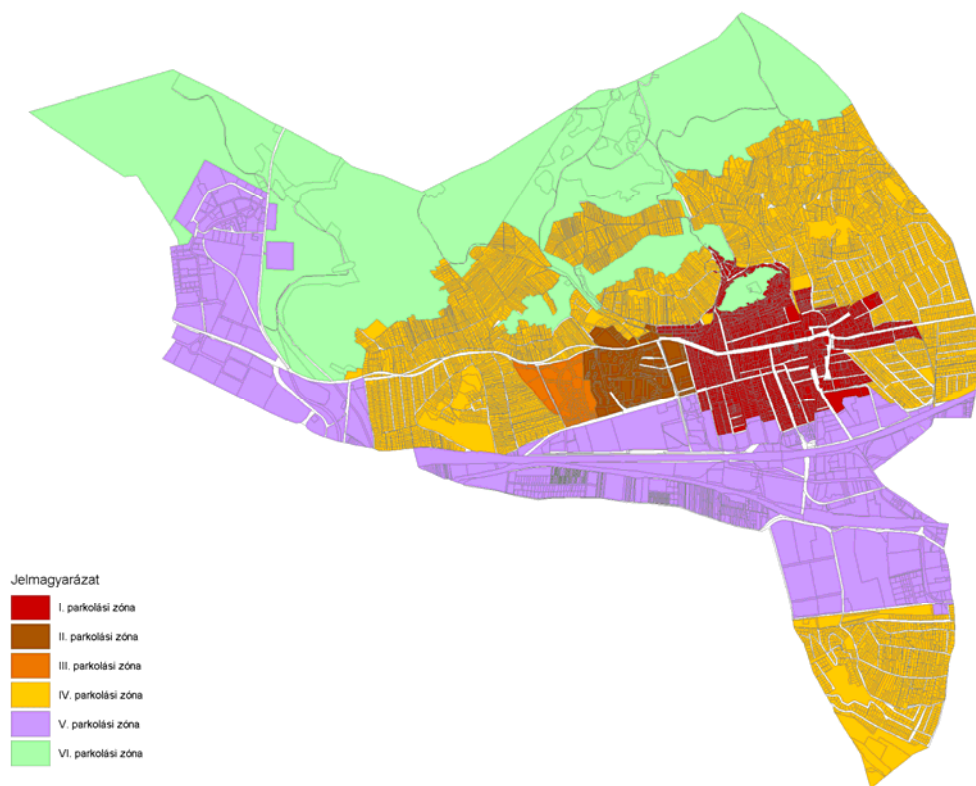 Jelmagyarázat
I. parkolási zóna
II. parkolási zóna
III. parkolási zóna
IV. parkolási zóna
V. parkolási zóna
VI. parkolási zóna